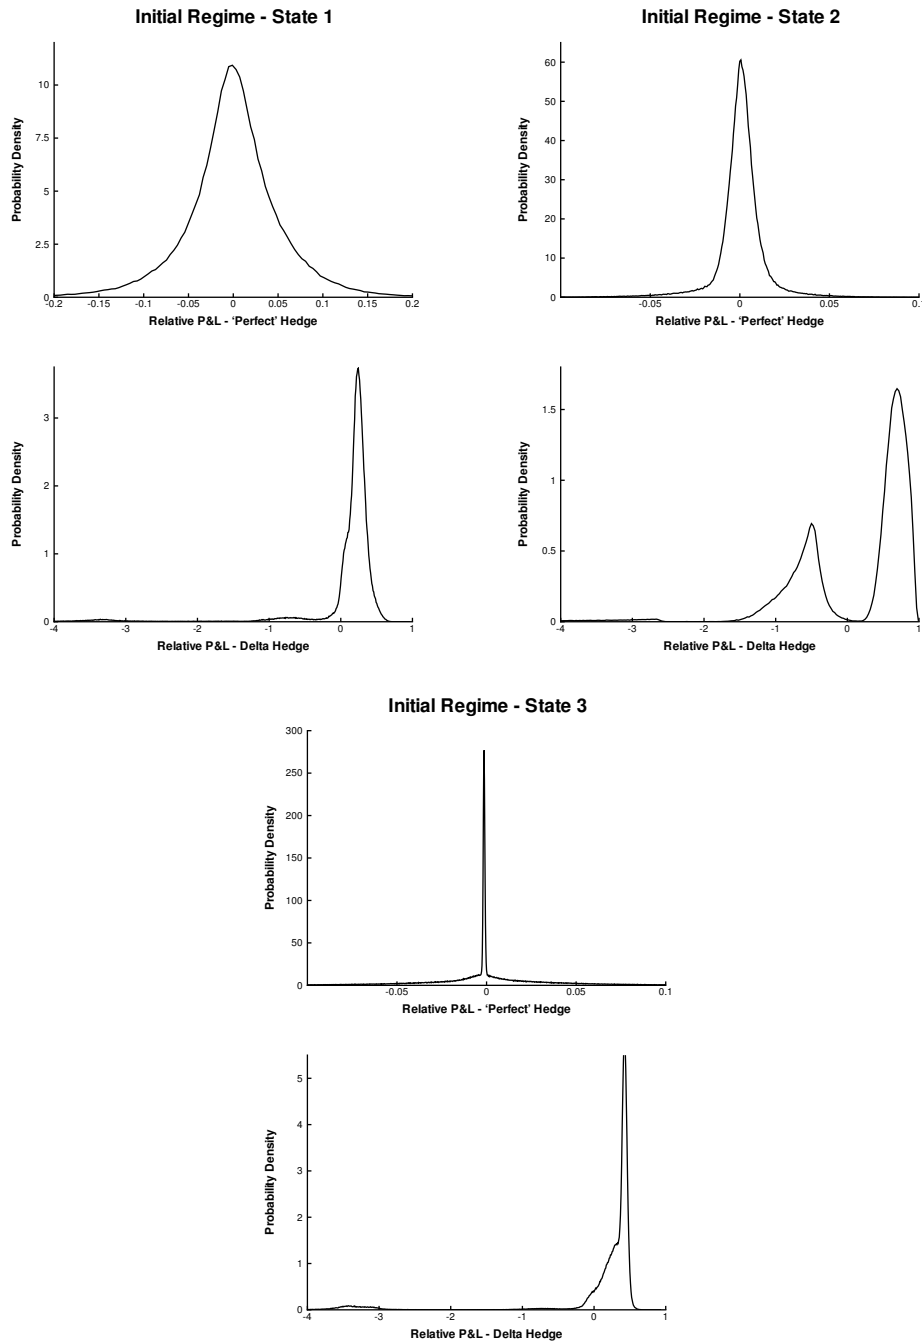 Initial Regime - State 1
Probability Density
10
7.5
5
2.5
0
-0.2 -0.15 -0.1 -0.05 0 0.05 0.1 0.15 0.2
Relative P&L - ‘Perfect’ Hedge
Probability Density
3
2
1
0
-4 -3 -2 -1 0 1
Relative P&L - Delta Hedge
Initial Regime - State 2
Probability Density
60
50
40
30
20
10
0
-0.05 0 0.05 0.1
Relative P&L - ‘Perfect’ Hedge
Probability Density
1.5
1
0.5
0
-4 -3 -2 -1 0 1
Relative P&L - Delta Hedge
Initial Regime - State 3
Probability Density
300
250
200
150
100
50
0
-0.05 0 0.05 0.1
Relative P&L - ‘Perfect’ Hedge
Probability Density
5
4
3
2
1
0
-4 -3 -2 -1 0 1
Relative P&L - Delta Hedge